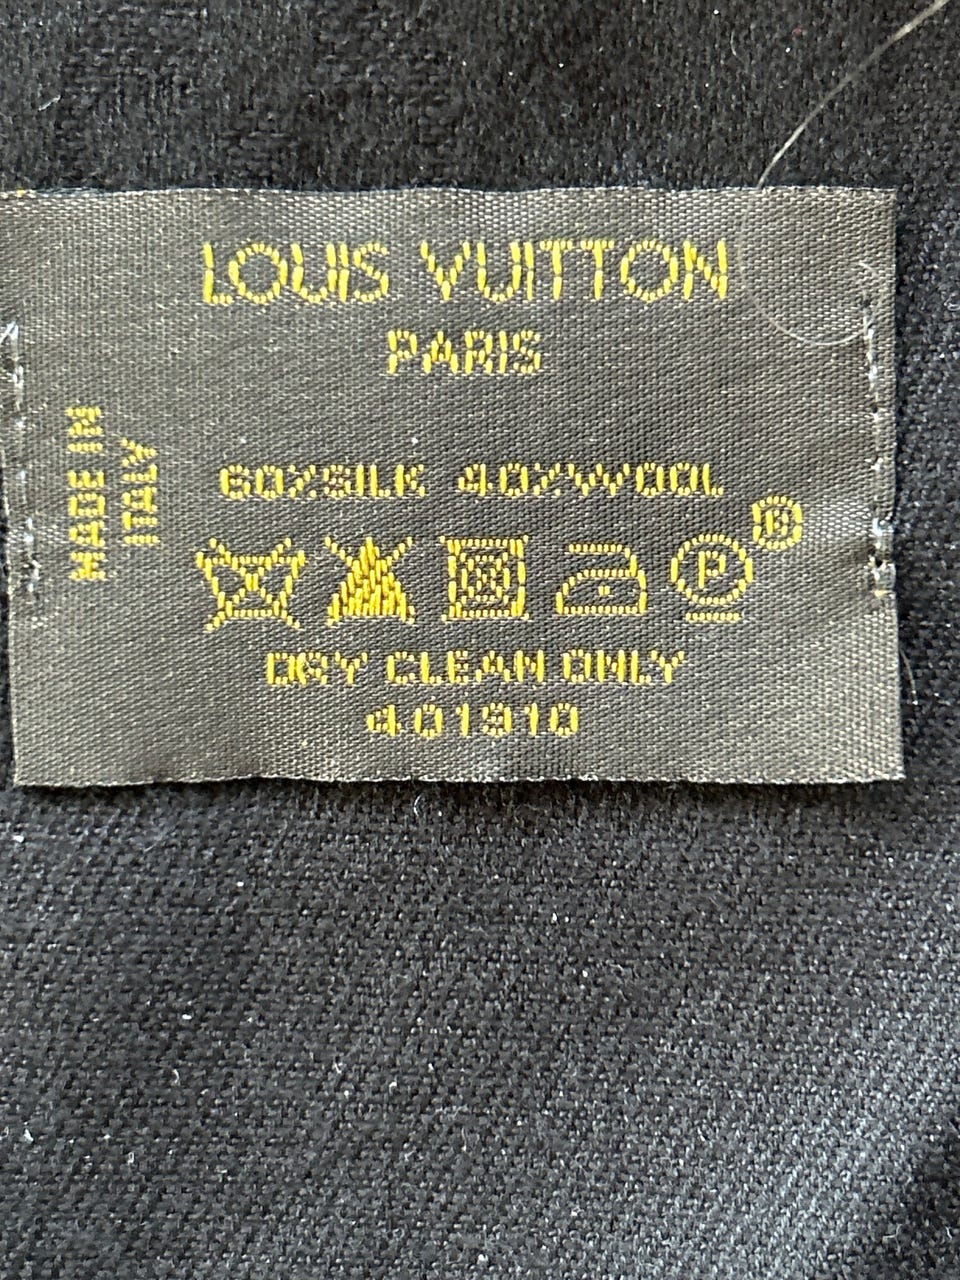 LOUIS VUITTON
PARIS
MADE IN
ITALY
60%SILK 40%WOOL
P
®
DRY CLEAN ONLY
401910